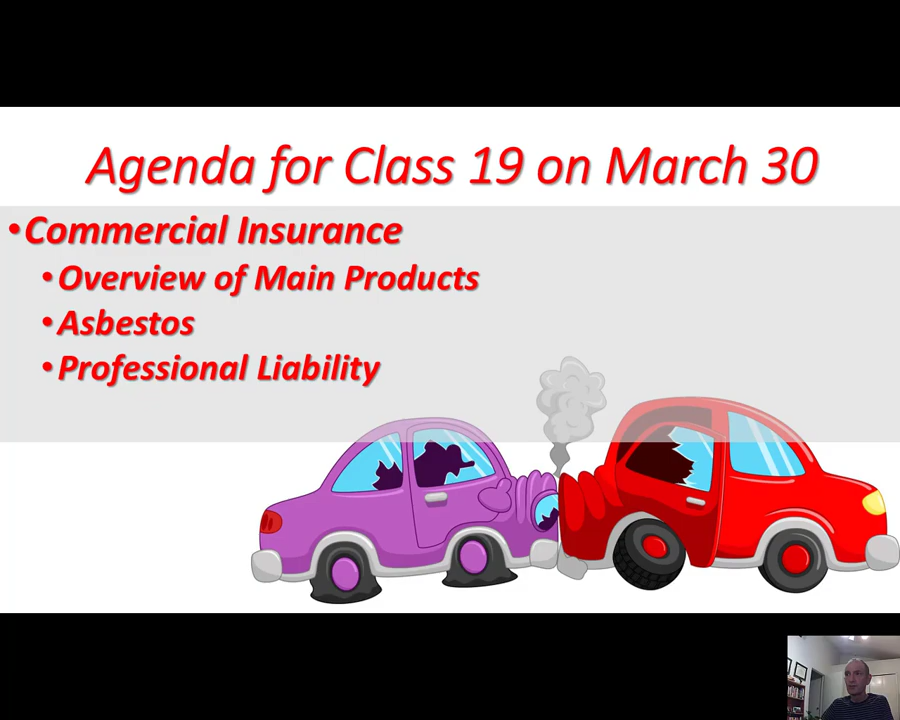 Agenda for Class 19 on March 30
•Commercial Insurance
•Overview of Main Products
•Asbestos
•Professional Liability